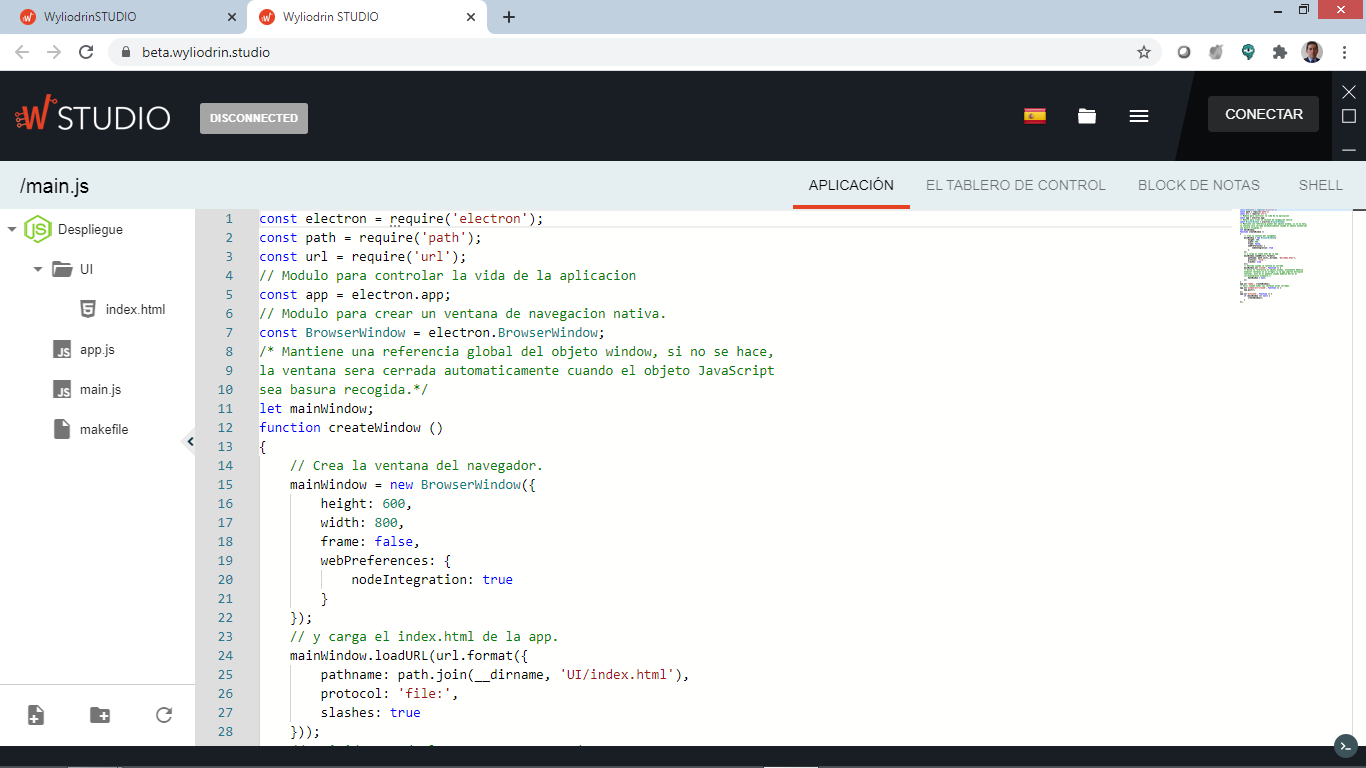 WyliodrinSTUDIO
Wyliodrin STUDIO
beta.wyliodrin.studio
W STUDIO
DISCONNECTED
CONECTAR
/main.js
APLICACIÓN
EL TABLERO DE CONTROL
BLOCK DE NOTAS
SHELL
Despliegue
UI
index.html
app.js
main.js
makefile
1 const electron = require('electron');
2 const path = require('path');
3 const url = require('url');
4 // Modulo para controlar la vida de la aplicacion
5 const app = electron.app;
6 // Modulo para crear un ventana de navegacion nativa.
7 const BrowserWindow = electron.BrowserWindow;
8 /* Mantiene una referencia global del objeto window, si no se hace,
9 la ventana sera cerrada automaticamente cuando el objeto JavaScript
10 sea basura recogida.*/
11 let mainWindow;
12 function createWindow ()
13 {
14 // Crea la ventana del navegador.
15 mainWindow = new BrowserWindow({
16 height: 600,
17 width: 800,
18 frame: false,
19 webPreferences: {
20 nodeIntegration: true
21 }
22 });
23 // y carga el index.html de la app.
24 mainWindow.loadURL(url.format({
25 pathname: path.join(__dirname, 'UI/index.html'),
26 protocol: 'file:',
27 slashes: true
28 }));